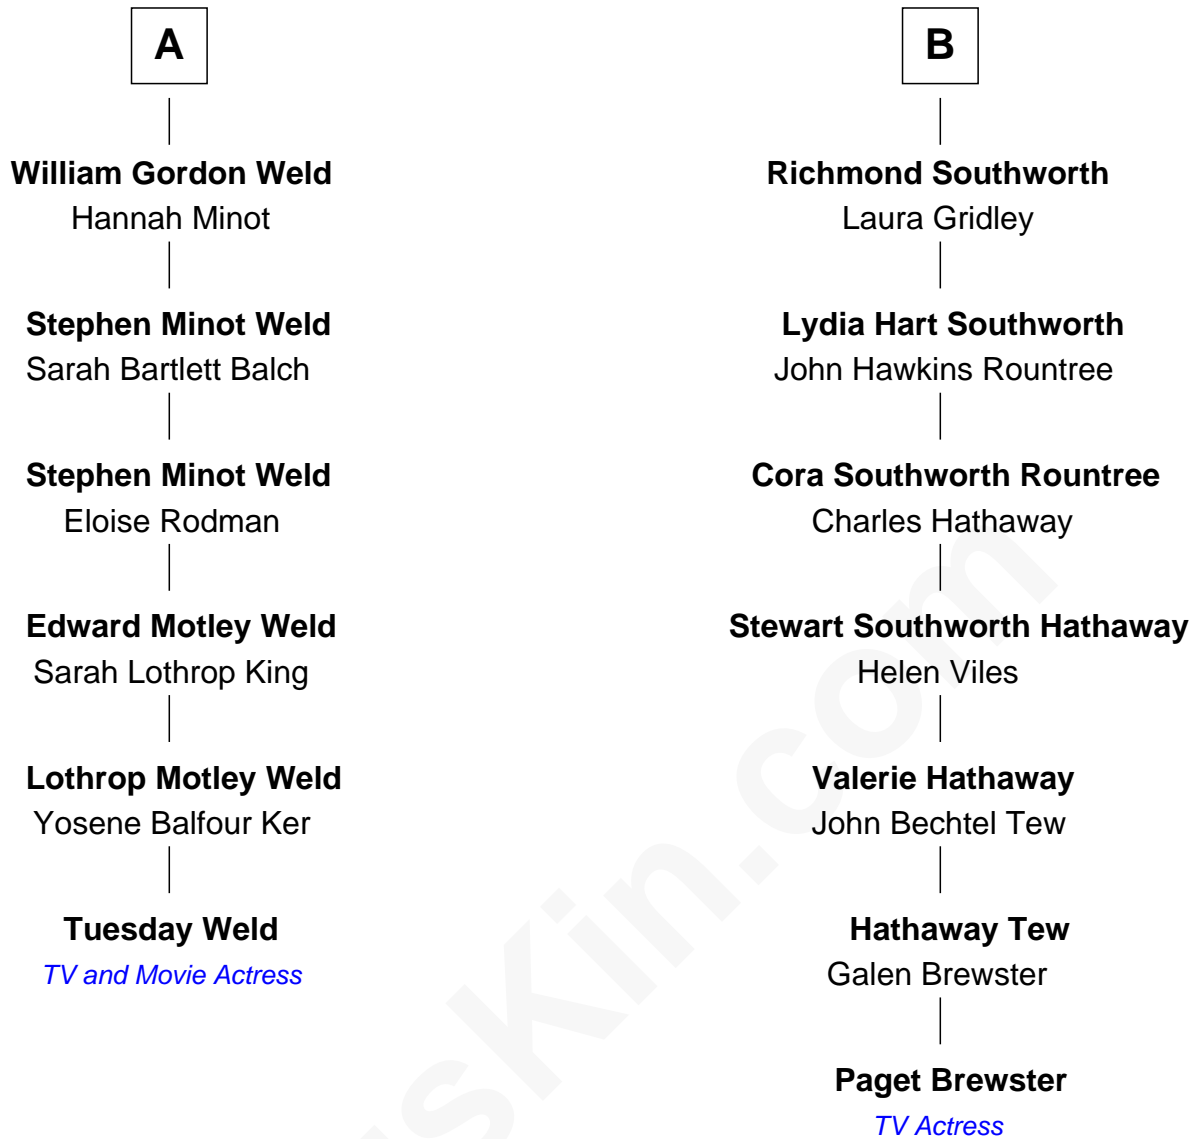 A
William Gordon Weld
Hannah Minot
Stephen Minot Weld
Sarah Bartlett Balch
Stephen Minot Weld
Eloise Rodman
Edward Motley Weld
Sarah Lothrop King
Lothrop Motley Weld
Yosene Balfour Ker
Tuesday Weld
TV and Movie Actress
B
Richmond Southworth
Laura Gridley
Lydia Hart Southworth
John Hawkins Rountree
Cora Southworth Rountree
Charles Hathaway
Stewart Southworth Hathaway
Helen Viles
Valerie Hathaway
John Bechtel Tew
Hathaway Tew
Galen Brewster
Paget Brewster
TV Actress